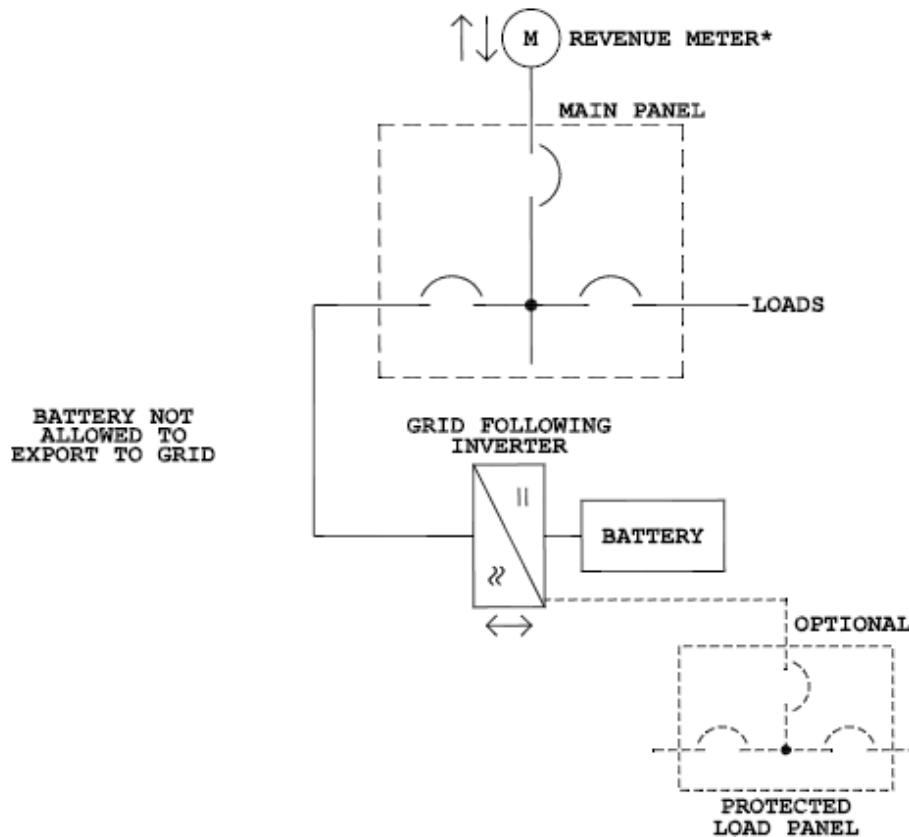 M REVENUE METER*
MAIN PANEL
LOADS
BATTERY NOT
ALLOWED TO
EXPORT TO GRID
GRID FOLLOWING
INVERTER
BATTERY
OPTIONAL
PROTECTED
LOAD PANEL